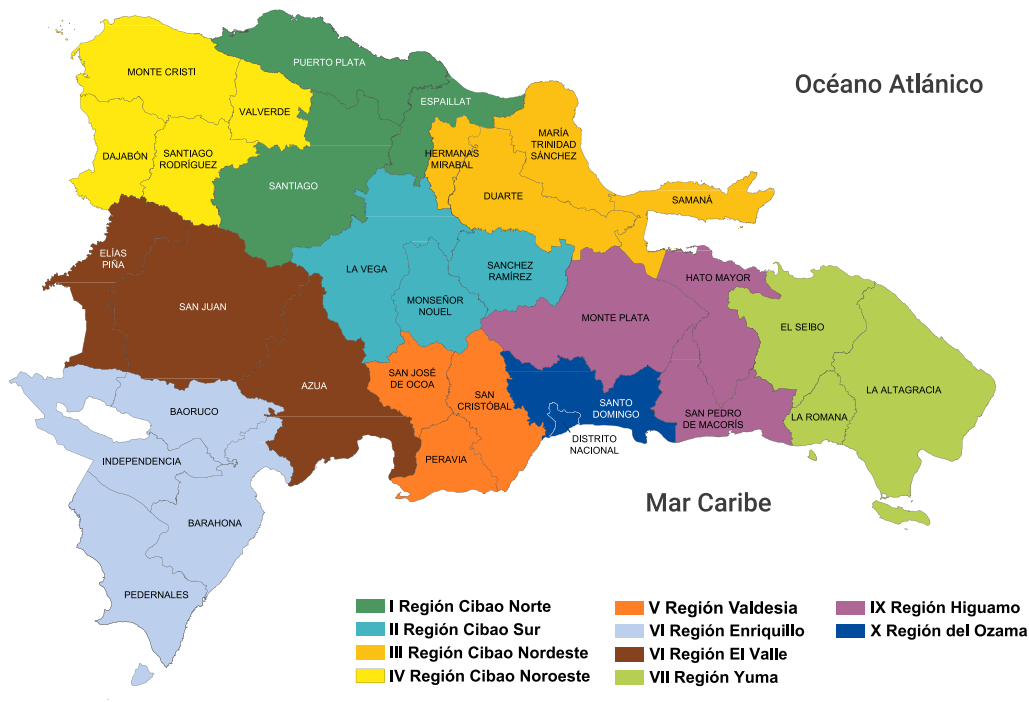 PUERTO PLATA
MONTE CRISTI
Océano Atlánico
ESPAILLAT
VALVERDE
MARÍA
TRINIDAD
SÁNCHEZ
DAJABÓN
SANTIAGO
RODRÍGUEZ
HERMANAS
MIRABAL
SANTIAGO
DUARTE
SAMANÁ
ELÍAS
PIÑA
LA VEGA
SANCHEZ
RAMÍREZ
HATO MAYOR
SAN JUAN
MONSEÑOR
NOUEL
MONTE PLATA
EL SEIBO
AZUA
SAN JOSÉ
DE OCOA
LA ALTAGRACIA
BAORUCO
SAN
CRISTÓBAL
SANTO
DOMINGO
SAN PEDRO
DE MACORÍS
LA ROMANA
DISTRITO
NACIONAL
INDEPENDENCIA
PERAVIA
Mar Caribe
BARAHONA
PEDERNALES
I Región Cibao Norte
II Región Cibao Sur
III Región Cibao Nordeste
IV Región Cibao Noroeste
V Región Valdesia
VI Región Enriquillo
VI Región El Valle
VII Región Yuma
IX Región Higuamo
X Región del Ozama